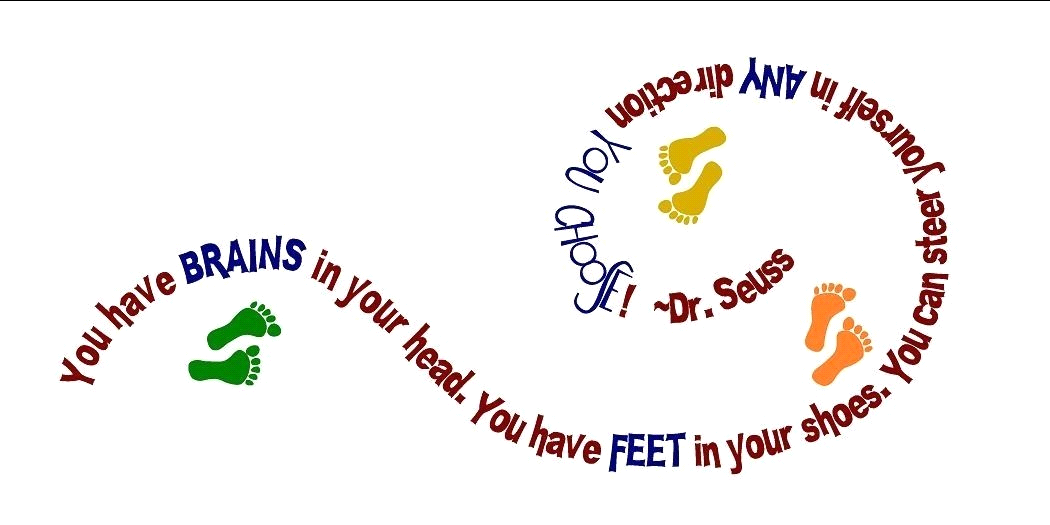 You have BRAINS in your head. You have FEET in your shoes. You can steer yourself in ANY direction YOU CHOOSE!
~Dr. Seuss